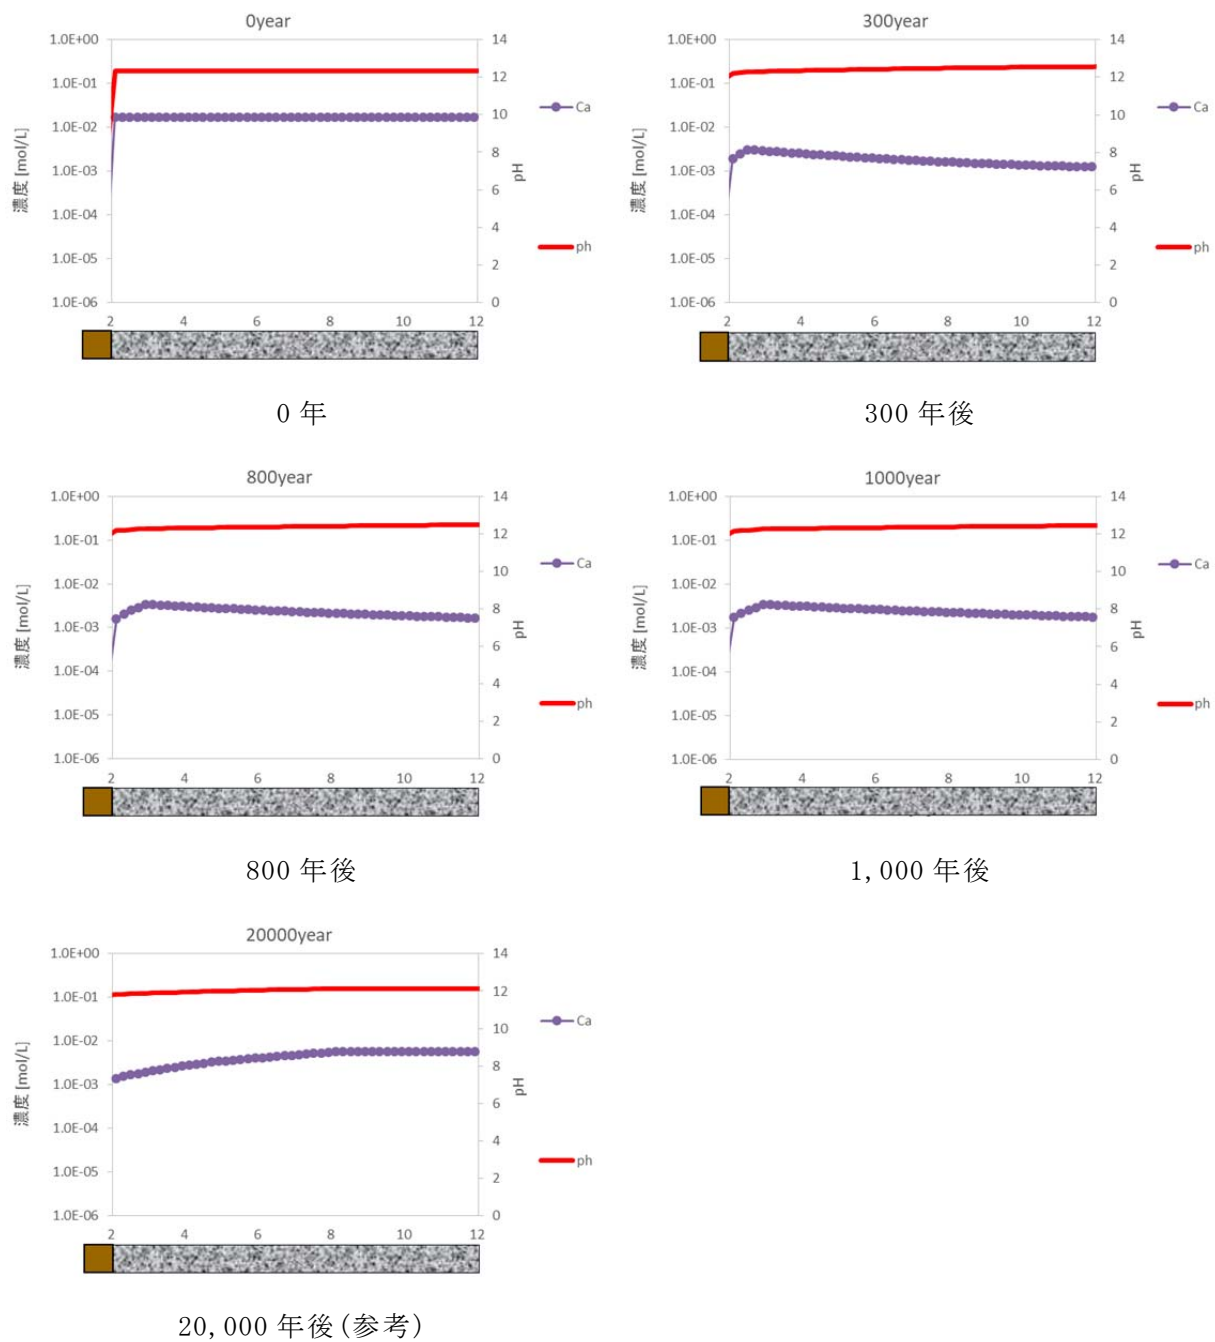 0year
1.0E+00
1.0E-01
1.0E-02
1.0E-03
1.0E-04
1.0E-05
1.0E-06
濃度 [mol/L]
14
12
10
8
6
4
2
0
pH
2 4 6 8 10 12
Ca
ph
0 年
300year
1.0E+00
1.0E-01
1.0E-02
1.0E-03
1.0E-04
1.0E-05
1.0E-06
濃度 [mol/L]
14
12
10
8
6
4
2
0
pH
2 4 6 8 10 12
Ca
ph
300 年後
800year
1.0E+00
1.0E-01
1.0E-02
1.0E-03
1.0E-04
1.0E-05
1.0E-06
濃度 [mol/L]
14
12
10
8
6
4
2
0
pH
2 4 6 8 10 12
Ca
ph
800 年後
1000year
1.0E+00
1.0E-01
1.0E-02
1.0E-03
1.0E-04
1.0E-05
1.0E-06
濃度 [mol/L]
14
12
10
8
6
4
2
0
pH
2 4 6 8 10 12
Ca
ph
1,000 年後
20000year
1.0E+00
1.0E-01
1.0E-02
1.0E-03
1.0E-04
1.0E-05
1.0E-06
濃度 [mol/L]
14
12
10
8
6
4
2
0
pH
2 4 6 8 10 12
Ca
ph
20,000 年後(参考)